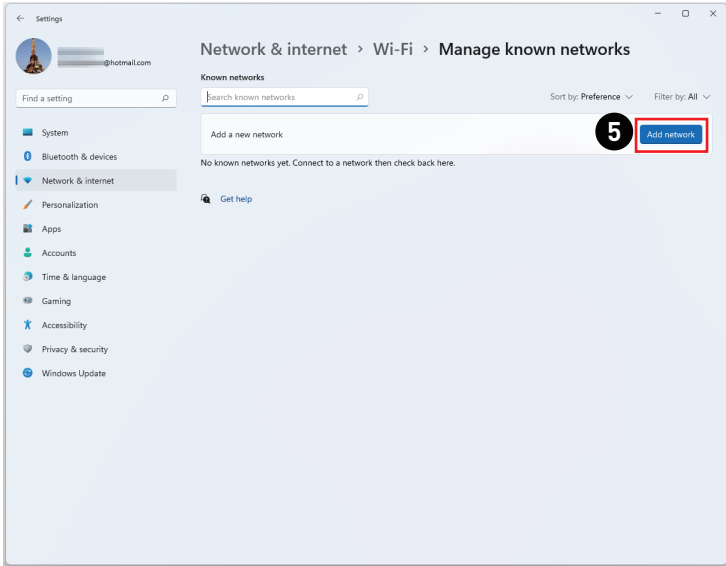 Settings
@hotmail.com
Find a setting
System
Bluetooth & devices
Network & internet
Personalization
Apps
Accounts
Time & language
Gaming
Accessibility
Privacy & security
Windows Update
Network & internet > Wi-Fi > Manage known networks
Known networks
Search known networks
Sort by: Preference
Filter by: All
Add a new network
5
Add network
No known networks yet. Connect to a network then check back here.
Get help